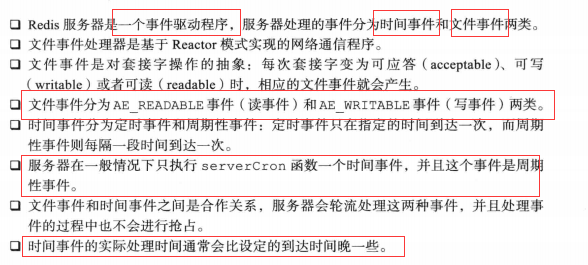 ❑ Redis 服务器是一个事件驱动程序，服务器处理的事件分为时间事件和文件事件两类。
❑ 文件事件处理器是基于 Reactor 模式实现的网络通信程序。
❑ 文件事件是对套接字操作的抽象：每次套接字变为可应答（acceptable）、可写
（writable）或者可读（readable）时，相应的文件事件就会产生。
❑ 文件事件分为 AE_READABLE 事件（读事件）和 AE_WRITABLE 事件（写事件）两类。
❑ 时间事件分为定时事件和周期性事件：定时事件只在指定的时间到达一次，而周期
性事件则每隔一段时间到达一次。
❑ 服务器在一般情况下只执行 serverCron 函数一个时间事件，并且这个事件是周期
性事件。
❑ 文件事件和时间事件之间是合作关系，服务器会轮流处理这两种事件，并且处理事
件的过程中也不会进行抢占。
❑ 时间事件的实际处理时间通常会比设定的到达时间晚一些。